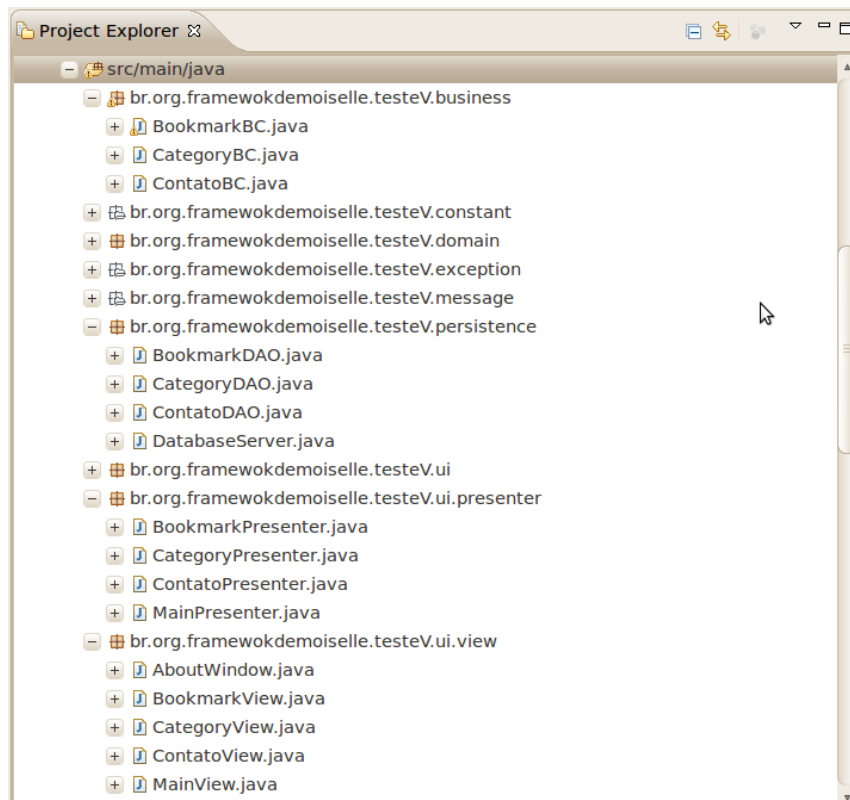 Project Explorer
src/main/java
br.org.framewokdemoiselle.testeV.business
BookmarkBC.java
CategoryBC.java
ContatoBC.java
br.org.framewokdemoiselle.testeV.constant
br.org.framewokdemoiselle.testeV.domain
br.org.framewokdemoiselle.testeV.exception
br.org.framewokdemoiselle.testeV.message
br.org.framewokdemoiselle.testeV.persistence
BookmarkDAO.java
CategoryDAO.java
ContatoDAO.java
DatabaseServer.java
br.org.framewokdemoiselle.testeV.ui
br.org.framewokdemoiselle.testeV.ui.presenter
BookmarkPresenter.java
CategoryPresenter.java
ContatoPresenter.java
MainPresenter.java
br.org.framewokdemoiselle.testeV.ui.view
AboutWindow.java
BookmarkView.java
CategoryView.java
ContatoView.java
MainView.java